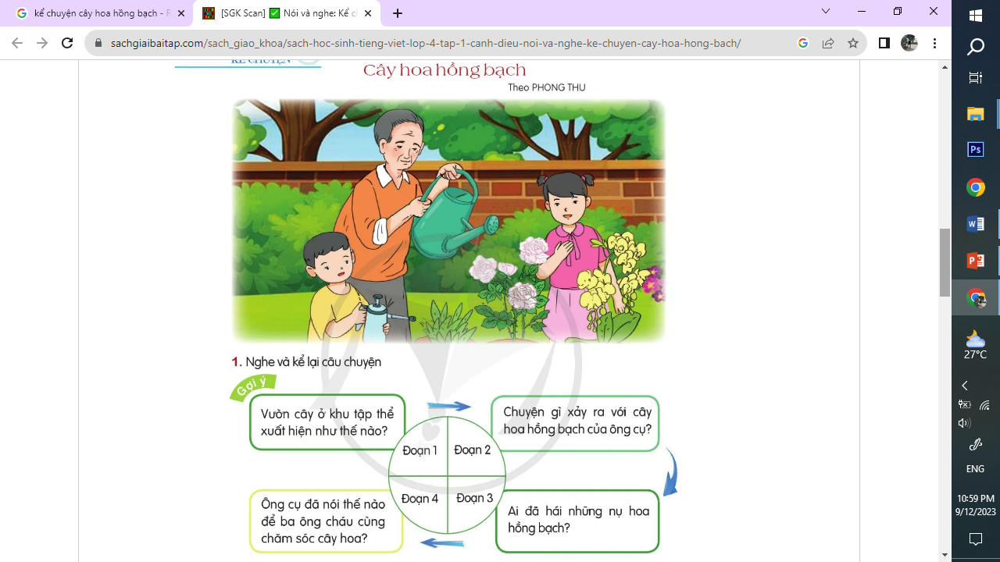 kể chuyện cây hoa hồng bạch - R
[SGK Scan] ✅ Nói và nghe: Kể ch
sachgiaibaitap.com/sach_giao_khoa/sach-hoc-sinh-tieng-viet-lop-4-tap-1-canh-dieu-noi-va-nghe-ke-chuyen-cay-hoa-hong-bach/
KỂ CHUYỆN
Cây hoa hồng bạch
Theo PHONG THU
1. Nghe và kể lại câu chuyện
Gợi ý
Vườn cây ở khu tập thể
xuất hiện như thế nào?
Chuyện gì xảy ra với cây
hoa hồng bạch của ông cụ?
Đoạn 1
Đoạn 2
Đoạn 4
Đoạn 3
Ông cụ đã nói thế nào
để ba ông cháu cùng
chăm sóc cây hoa?
Ai đã hái những nụ hoa
hồng bạch?
Ps
27°C
ENG
10:59 PM
9/12/2023